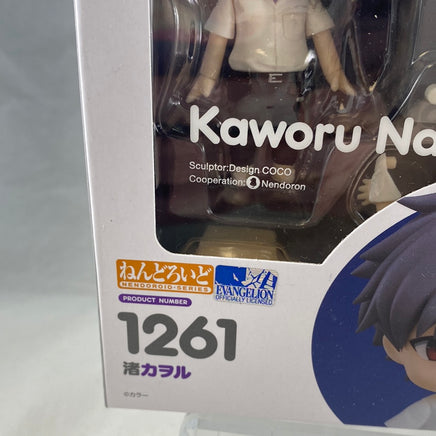 Kaworu Na
Sculptor:Design COCO
Cooperation: Nendoron
ねんどろいど
NENDOROID-SERIES
EVANGELION
OFFICIALLY LICENSED
PRODUCT NUMBER
1261
渚カヲル
©カラー